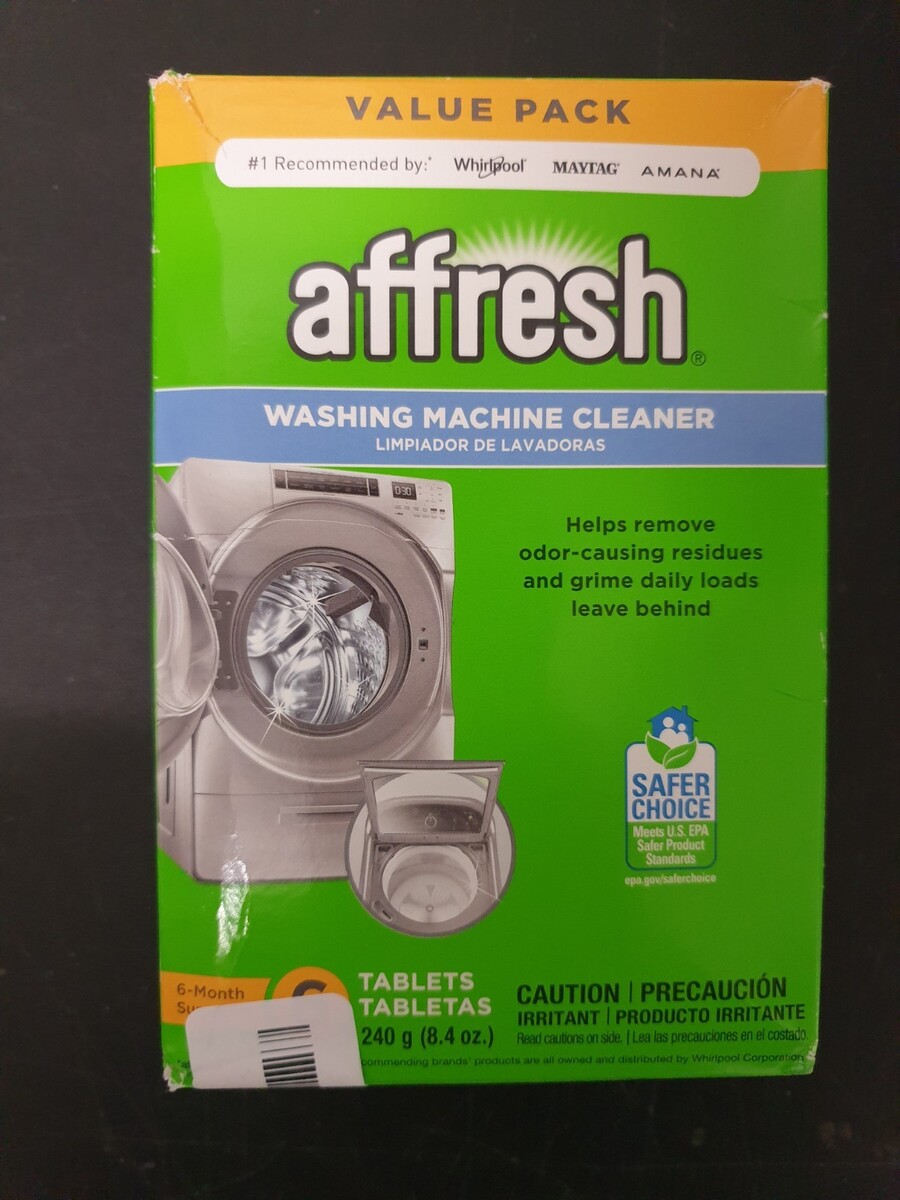 VALUE PACK
#1 Recommended by:* Whirlpool® MAYTAG® AMANA®
affresh®
WASHING MACHINE CLEANER
LIMPIADOR DE LAVADORAS
0:30
Helps remove
odor-causing residues
and grime daily loads
leave behind
SAFER
CHOICE
Meets U.S. EPA
Safer Product
Standards
epa.gov/saferchoice
6-Month
TABLETS
TABLETAS
240 g (8.4 oz.)
CAUTION | PRECAUCIÓN
IRRITANT | PRODUCTO IRRITANTE
Read cautions on side. | Lea las precauciones en el costado.
brands' products are all owned and distributed by Whirlpool Corporation